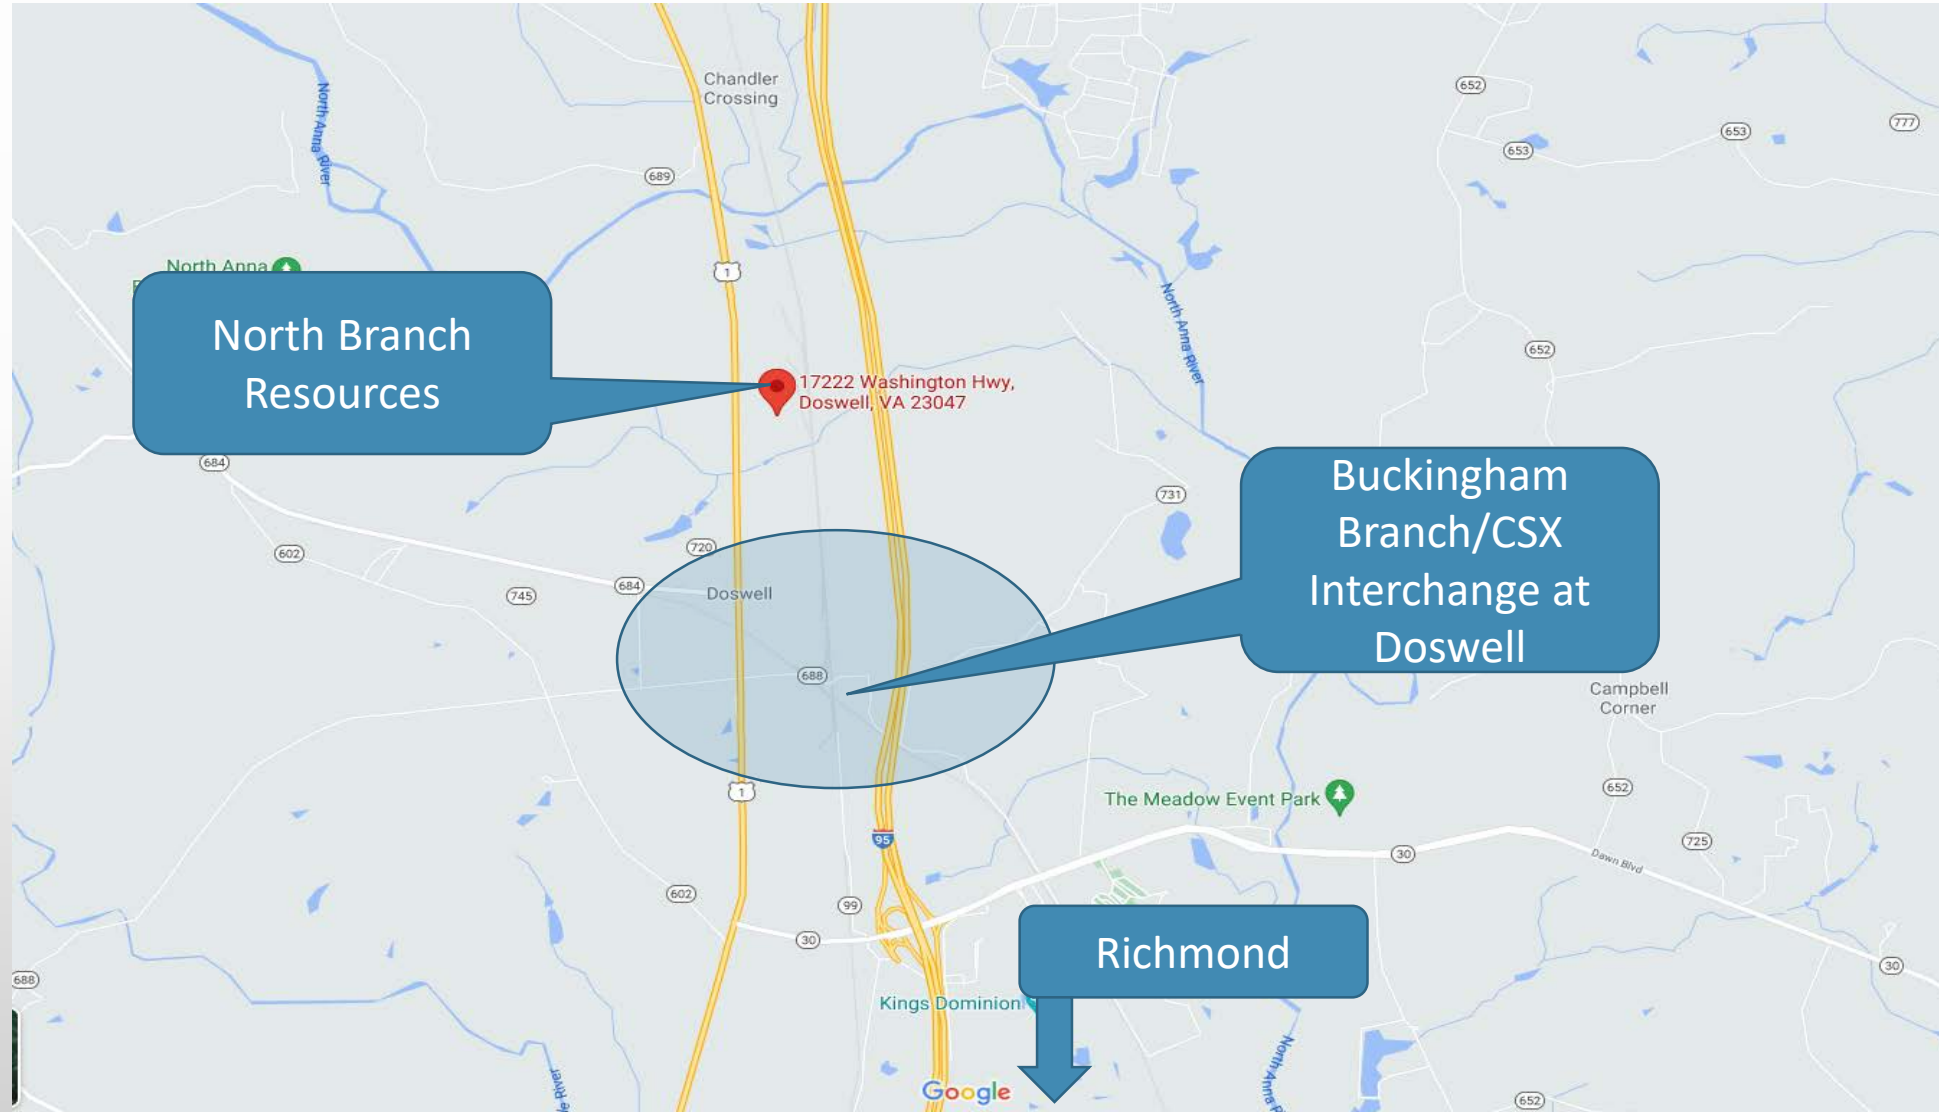 Chandler
Crossing
652
653
653
777
North Anna River
689
North Anna
1
North Branch
Resources
17222 Washington Hwy,
Doswell, VA 23047
North Anna River
652
684
731
Buckingham
Branch/CSX
Interchange at
Doswell
602
720
684
745
Doswell
688
Campbell
Corner
1
The Meadow Event Park
652
95
725
30
Dawn Blvd
602
99
30
30
688
Richmond
Kings Dominion
North Anna
River
Google
652